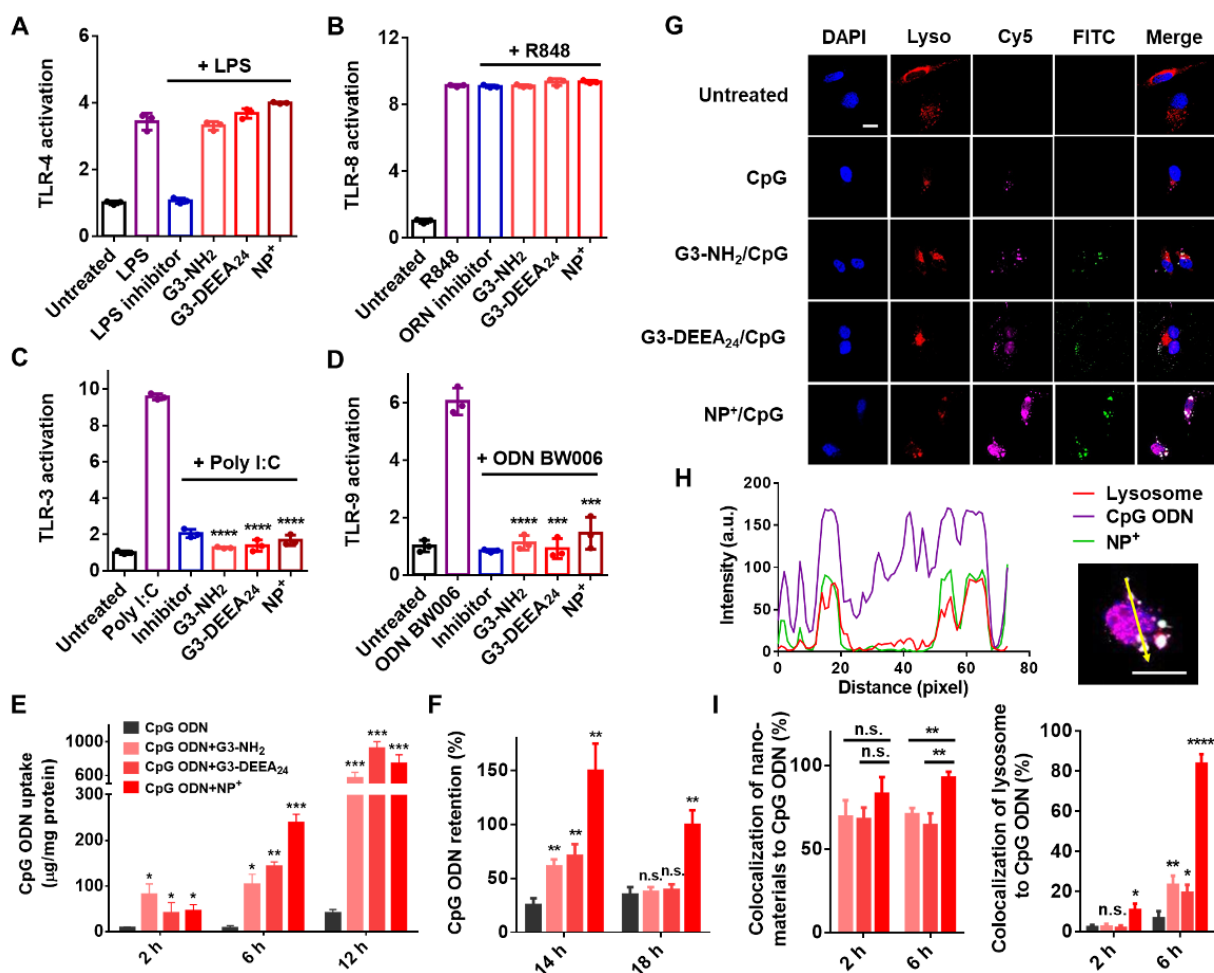 A
TLR-4 activation
6
4
2
0
+ LPS
Untreated
LPS
LPS inhibitor
G3-NH2
G3-DEEA24
NP+
B
TLR-8 activation
12
9
6
3
0
+ R848
Untreated
R848
ORN inhibitor
G3-NH2
G3-DEEA24
NP+
C
TLR-3 activation
10
8
6
4
2
0
+ Poly I:C
****
****
****
Untreated
Poly I:C
Inhibitor
G3-NH2
G3-DEEA24
NP+
D
TLR-9 activation
8
6
4
2
0
+ ODN BW006
****
***
***
Untreated
ODN BW006
Inhibitor
G3-NH2
G3-DEEA24
NP+
E
CpG ODN uptake
(µg/mg protein)
1000
800
600
300
200
100
0
CpG ODN
CpG ODN+G3-NH2
CpG ODN+G3-DEEA24
CpG ODN+NP+
*
*
*
*
**
***
***
***
***
2 h
6 h
12 h
F
CpG ODN retention (%)
150
100
50
0
**
**
**
n.s.
n.s.
**
14 h
18 h
G
DAPI
Lyso
Cy5
FITC
Merge
Untreated
CpG
G3-NH2/CpG
G3-DEEA24/CpG
NP+/CpG
H
Intensity (a.u.)
200
150
100
50
0
0
20
40
60
80
Distance (pixel)
Lysosome
CpG ODN
NP+
I
Colocalization of nano-
materials to CpG ODN (%)
100
50
0
n.s.
n.s.
**
**
2 h
6 h
Colocalization of lysosome
to CpG ODN (%)
100
80
60
40
20
0
n.s.
*
**
*
****
2 h
6 h